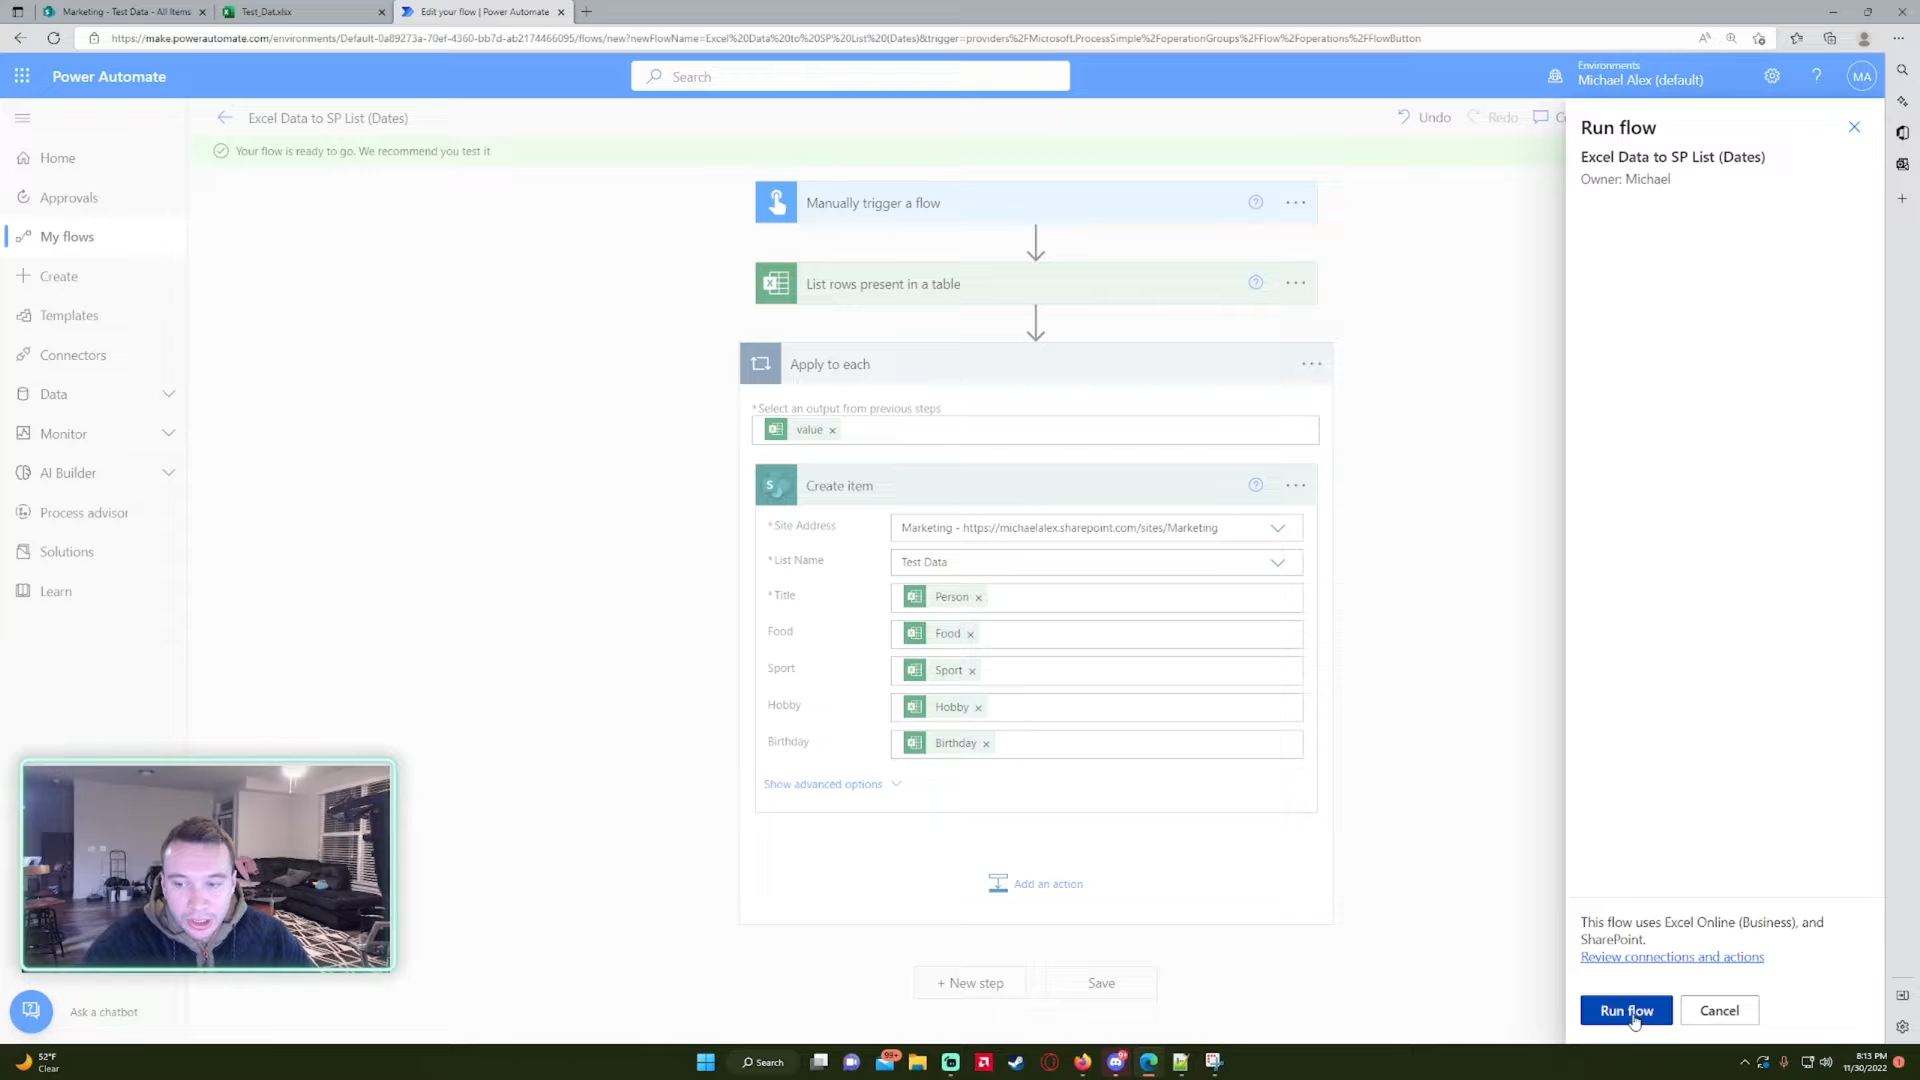 Marketing - Test Data - All Items
Test_Dat.xlsx
Edit your flow | Power Automate
https://make.powerautomate.com/environments/Default-0a89273a-70ef-4360-bb7d-ab2174466095/flows/new?newFlowName=Excel%20Data%20to%20SP%20List%20(Dates)&trigger=providers%2FMicrosoft.ProcessSimple%2FoperationGroups%2FFlow%2Foperations%2FFlowButton
Power Automate
Search
Environments
Michael Alex (default)
?
MA
Excel Data to SP List (Dates)
Undo
Redo
Your flow is ready to go. We recommend you test it
Home
Approvals
My flows
Create
Templates
Connectors
Data
Monitor
AI Builder
Process advisor
Solutions
Learn
Manually trigger a flow
List rows present in a table
Apply to each
* Select an output from previous steps
value
Create item
* Site Address
Marketing - https://michaelalex.sharepoint.com/sites/Marketing
* List Name
Test Data
* Title
Person
Food
Food
Sport
Sport
Hobby
Hobby
Birthday
Birthday
Show advanced options
Add an action
+ New step
Save
Run flow
Excel Data to SP List (Dates)
Owner: Michael
This flow uses Excel Online (Business), and
SharePoint.
Review connections and actions
Run flow
Cancel
Ask a chatbot
52°F
Clear
Search
99+
8:13 PM
11/30/2022
1